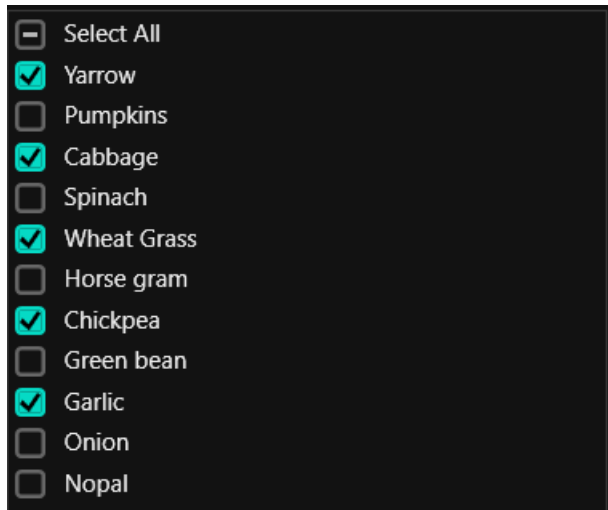 Select All
Yarrow
Pumpkins
Cabbage
Spinach
Wheat Grass
Horse gram
Chickpea
Green bean
Garlic
Onion
Nopal